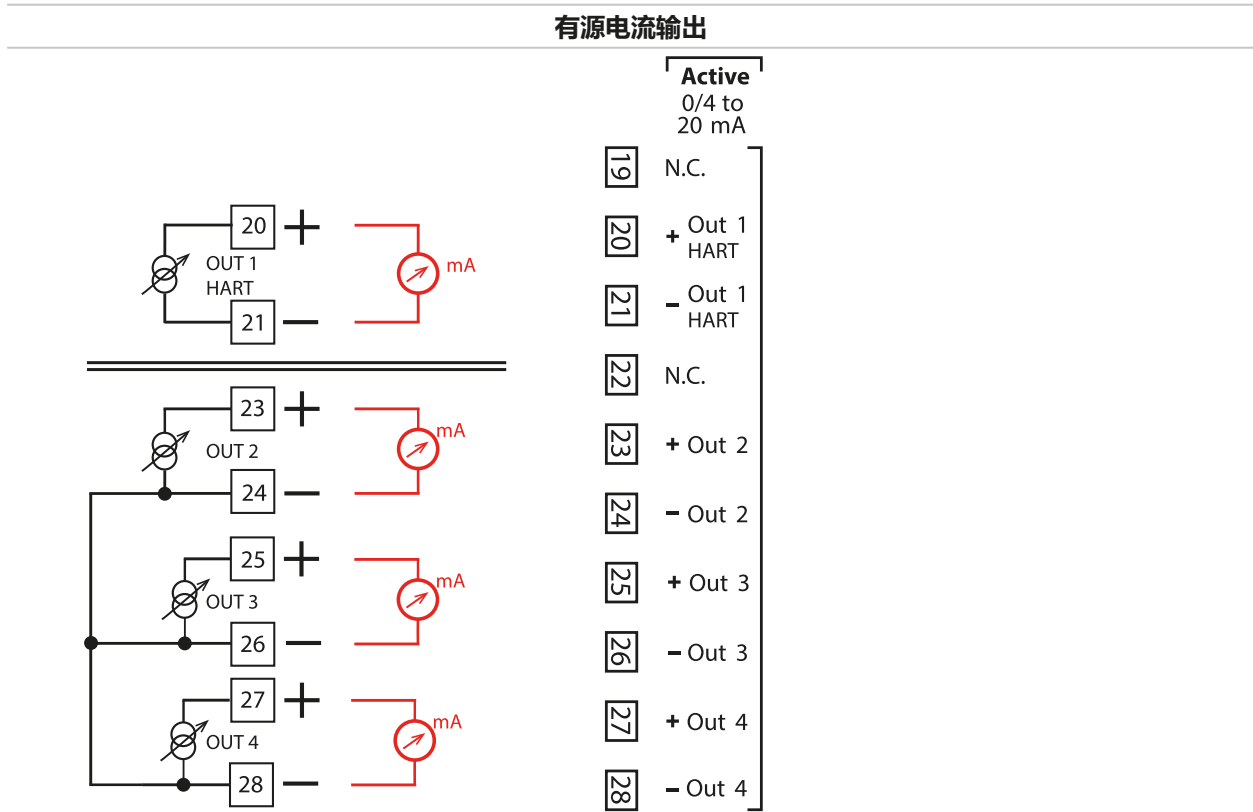 有源电流输出
Active
0/4 to
20 mA
19 N.C.
20 + Out 1
HART
21 – Out 1
HART
22 N.C.
23 + Out 2
24 – Out 2
25 + Out 3
26 – Out 3
27 + Out 4
28 – Out 4
20 +
OUT 1
HART
mA
21 –
23 +
OUT 2
mA
24 –
25 +
OUT 3
mA
26 –
27 +
OUT 4
mA
28 –